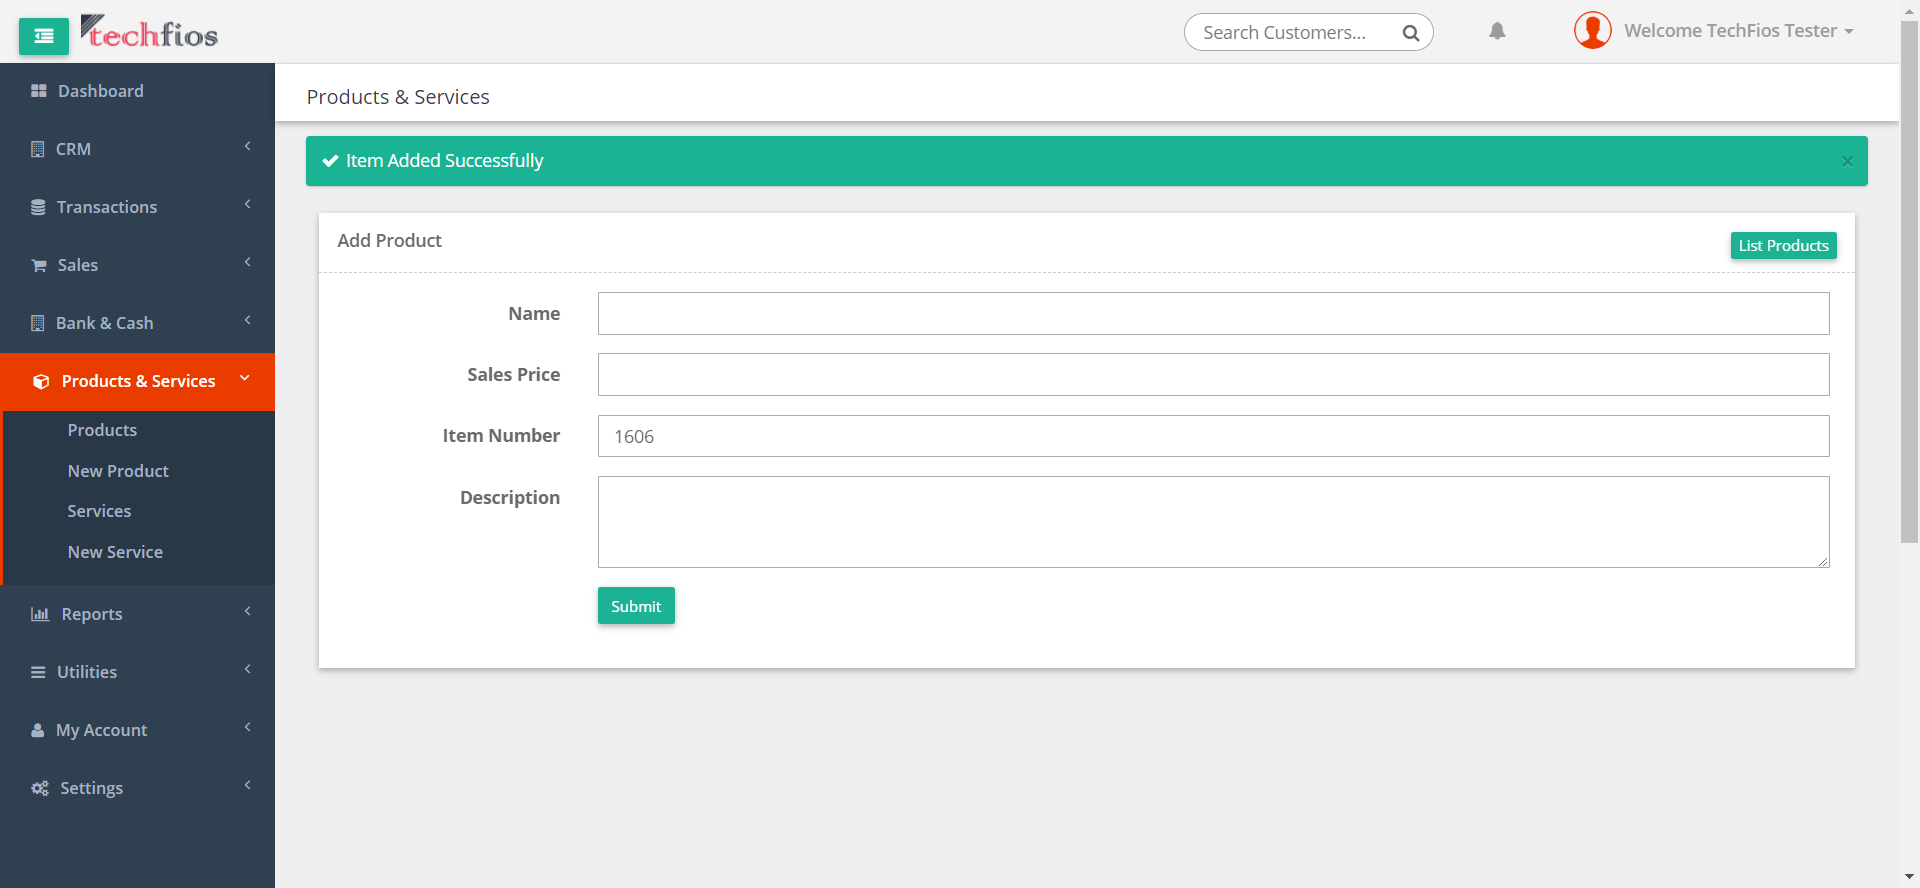 techfios
Search Customers...
Welcome TechFios Tester
Dashboard
CRM
Transactions
Sales
Bank & Cash
Products & Services
Products
New Product
Services
New Service
Reports
Utilities
My Account
Settings
Products & Services
Item Added Successfully
×
Add Product
List Products
Name
Sales Price
Item Number 1606
Description
Submit